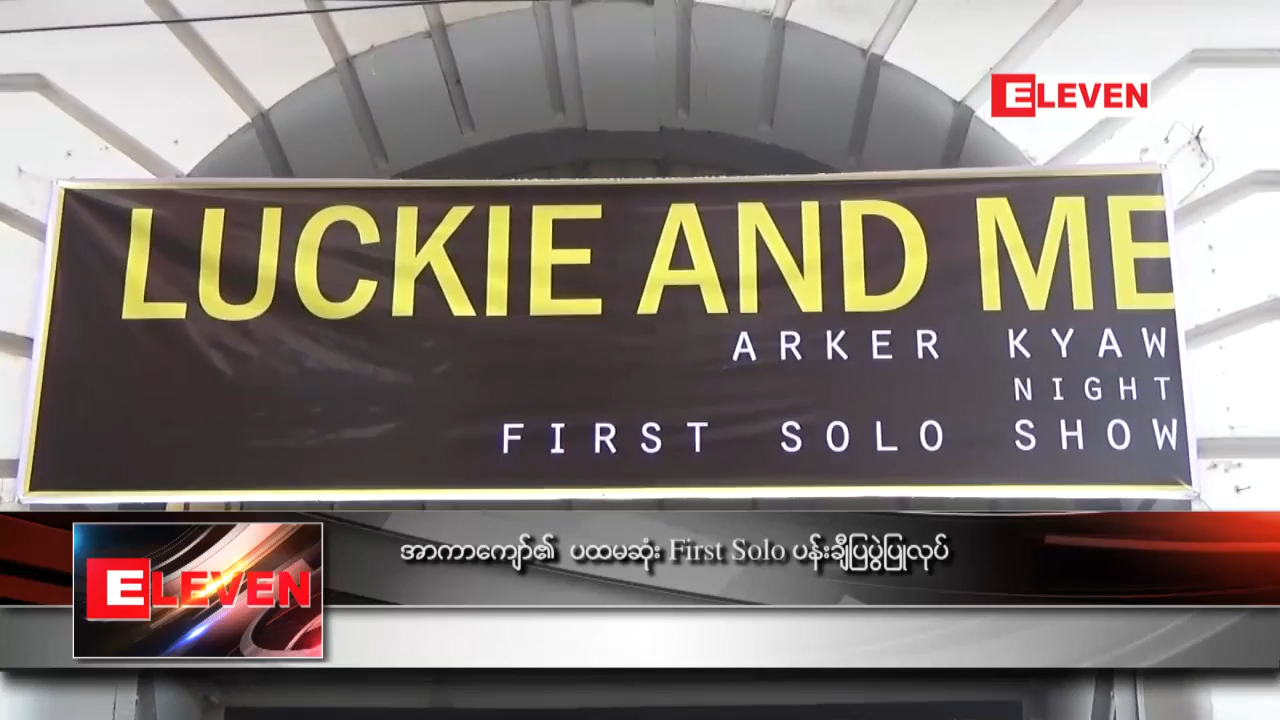 ELEVEN
LUCKIE AND ME
ARKER KYAW
NIGHT
FIRST SOLO SHOW
အာကာကျော်၏ ပထမဆုံး First Solo ပန်းချီပြပွဲပြုလုပ်
ELEVEN